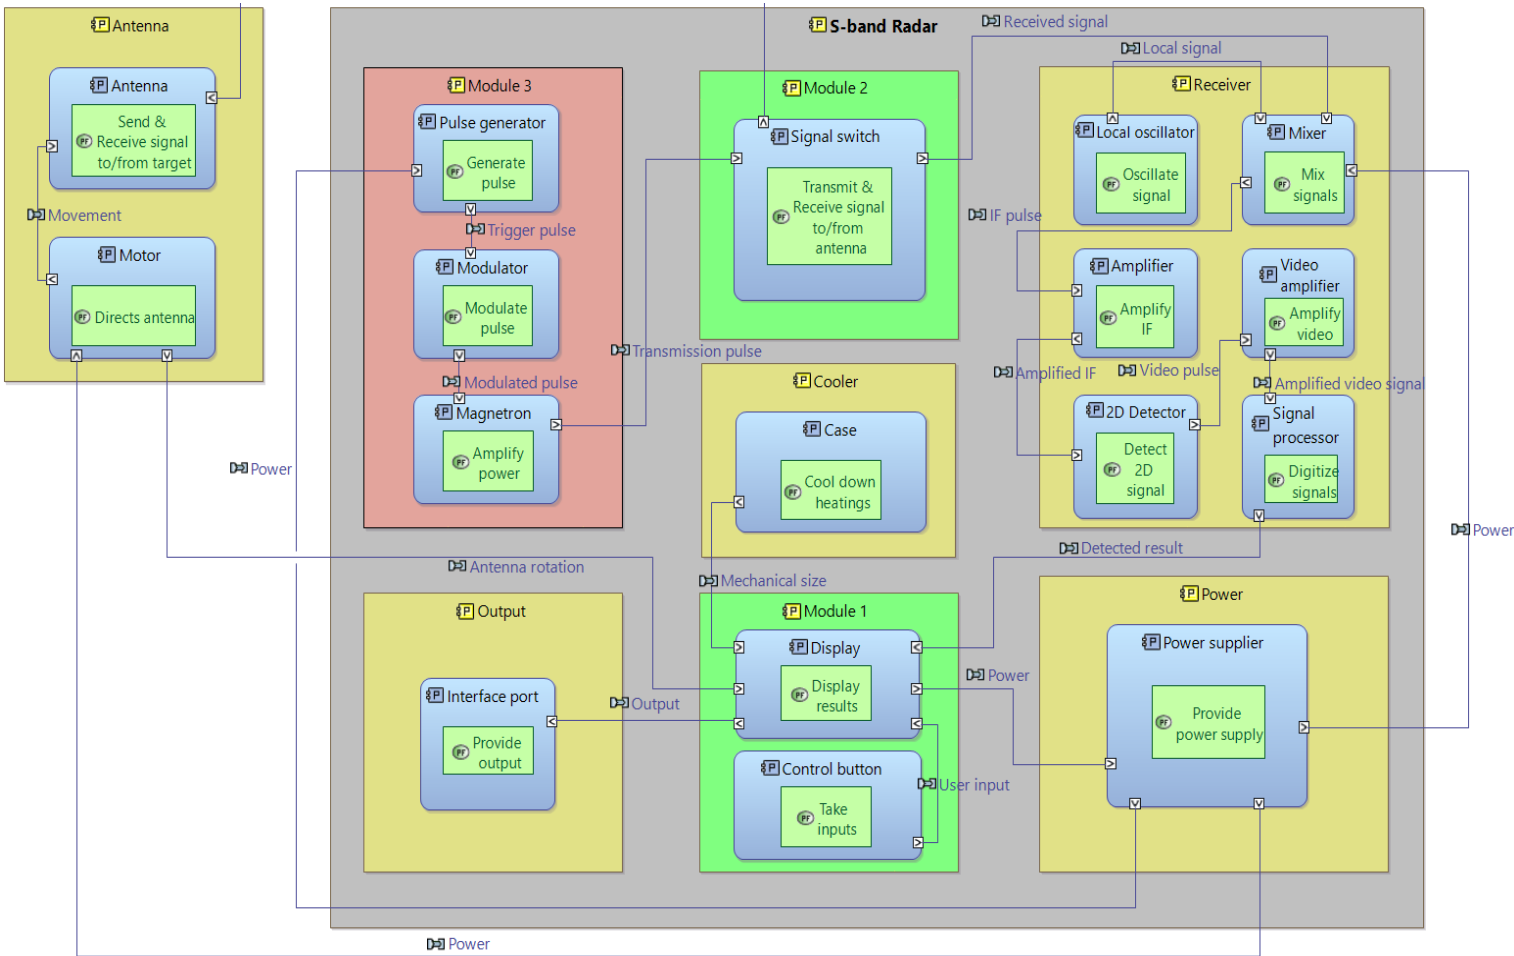 Antenna
Antenna
Send &
Receive signal
to/from target
Movement
Motor
Directs antenna
S-band Radar
Module 3
Pulse generator
Generate
pulse
Trigger pulse
Modulator
Modulate
pulse
Modulated pulse
Magnetron
Amplify
power
Power
Transmission pulse
Module 2
Signal switch
Transmit &
Receive signal
to/from
antenna
Received signal
Local signal
Receiver
Local oscillator
Oscillate
signal
Mixer
Mix
signals
IF pulse
Amplifier
Amplify
IF
Video
amplifier
Amplify
video
Amplified IF
Video pulse
Amplified video signal
2D Detector
Detect
2D
signal
Signal
processor
Digitize
signals
Cooler
Case
Cool down
heatings
Power
Detected result
Antenna rotation
Mechanical size
Output
Interface port
Provide
output
Output
Module 1
Display
Display
results
Control button
Take
inputs
Power
User input
Power
Power supplier
Provide
power supply
Power